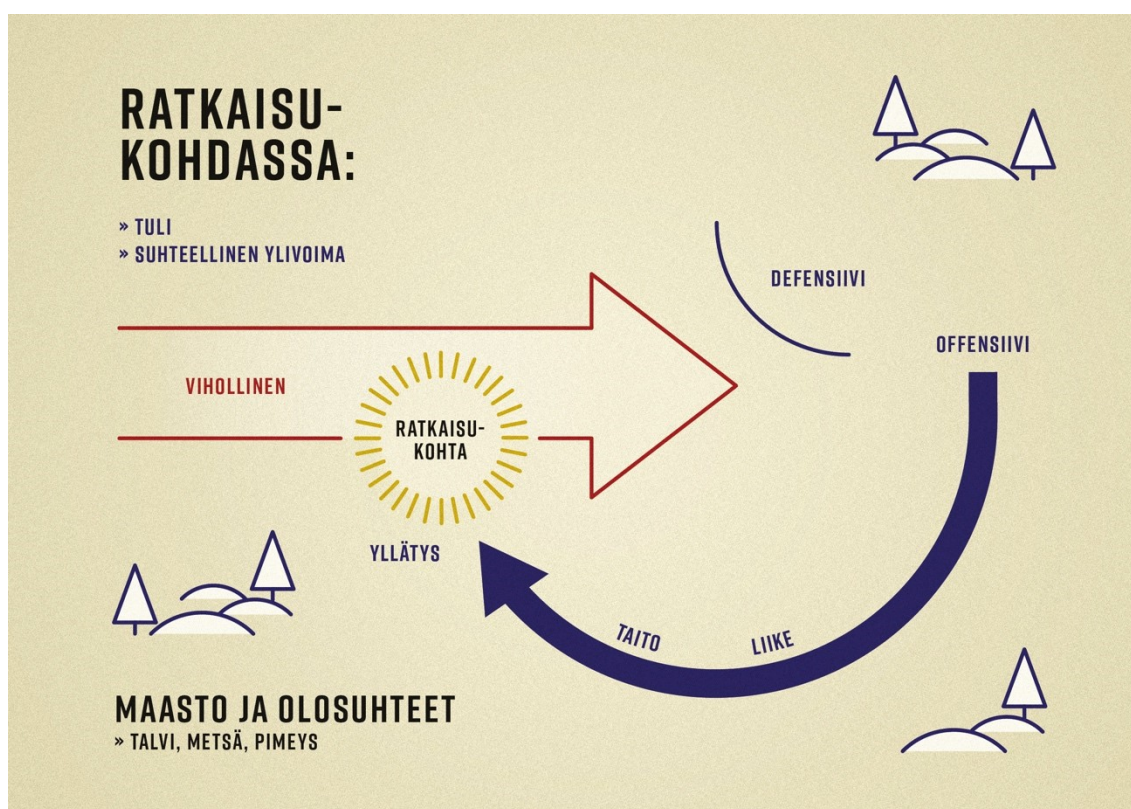 RATKAISU-
KOHDASSA:
» TULI
» SUHTEELLINEN YLIVOIMA
DEFENSIIVI
OFFENSIIVI
VIHOLLINEN
RATKAISU-
KOHTA
YLLÄTYS
TAITO
LIIKE
MAASTO JA OLOSUHTEET
» TALVI, METSÄ, PIMEYS